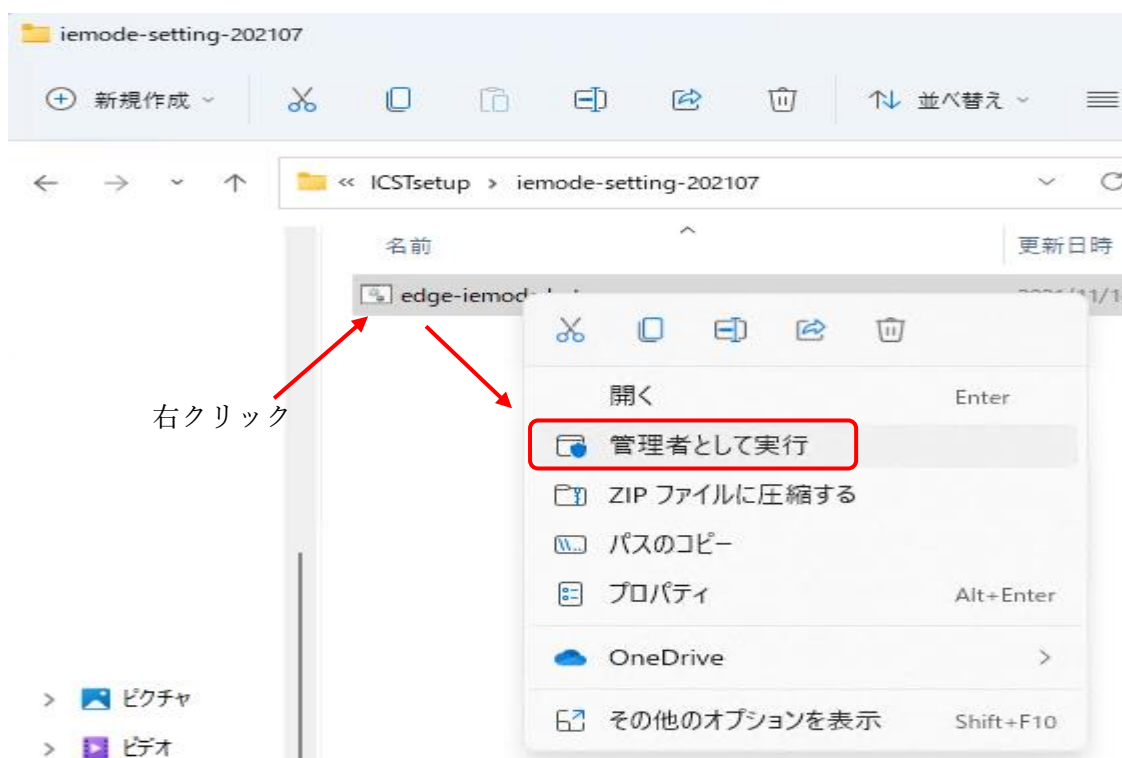 iemode-setting-202107
新規作成
並べ替え
« ICSTsetup > iemode-setting-202107
名前
更新日時
右クリック
開く Enter
管理者として実行
ZIP ファイルに圧縮する
パスのコピー
プロパティ Alt+Enter
OneDrive
その他のオプションを表示 Shift+F10
ピクチャ
ビデオ